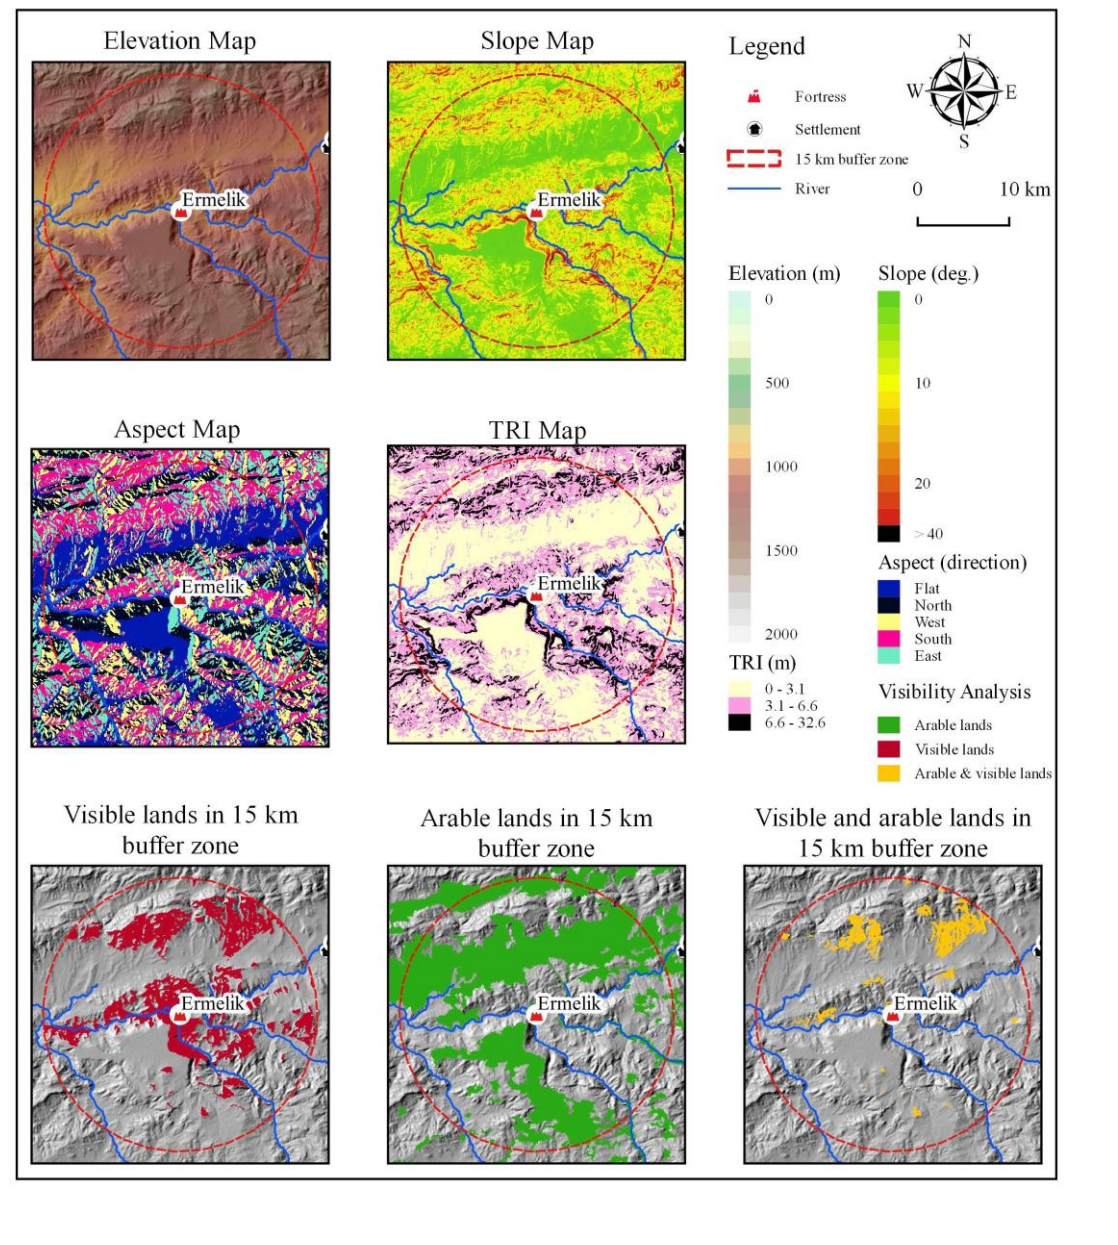 Elevation Map
Ermelik
Slope Map
Ermelik
Legend
Fortress
Settlement
15 km buffer zone
River
N
W
E
S
0
10 km
Elevation (m)
0
500
1000
1500
2000
Slope (deg.)
0
10
20
> 40
Aspect Map
Ermelik
TRI Map
Ermelik
TRI (m)
0 - 3.1
3.1 - 6.6
6.6 - 32.6
Aspect (direction)
Flat
North
West
South
East
Visibility Analysis
Arable lands
Visible lands
Arable & visible lands
Visible lands in 15 km
buffer zone
Ermelik
Arable lands in 15 km
buffer zone
Ermelik
Visible and arable lands in
15 km buffer zone
Ermelik